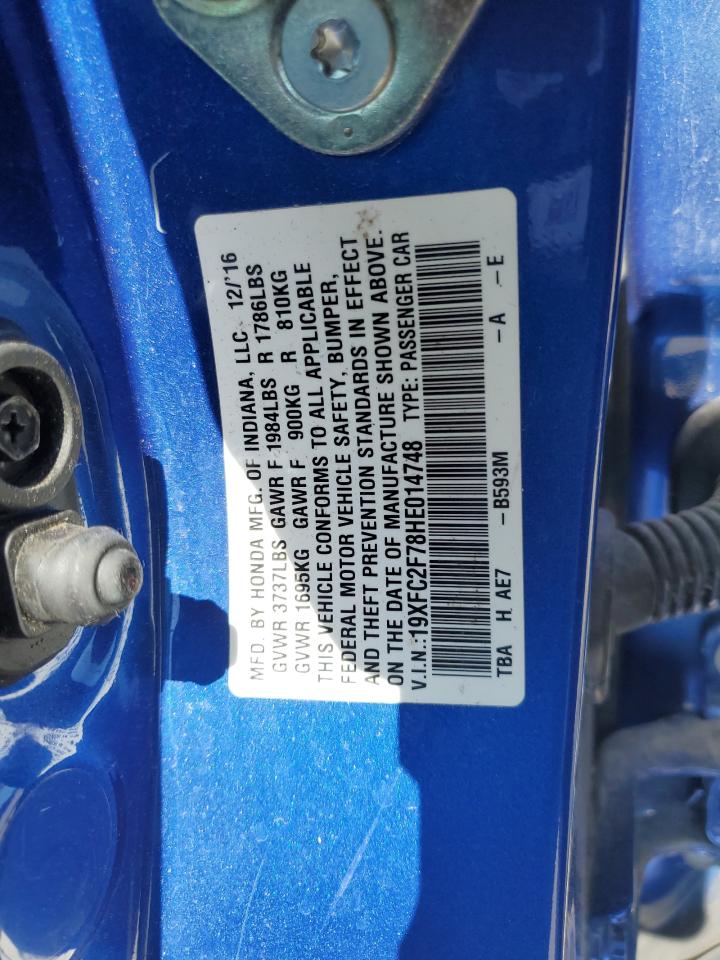 MFD. BY HONDA MFG. OF INDIANA, LLC 12/'16
GVWR 3737LBS GAWR F 1984LBS R 1786LBS
GVWR 1695KG GAWR F 900KG R 810KG
THIS VEHICLE CONFORMS TO ALL APPLICABLE
FEDERAL MOTOR VEHICLE SAFETY, BUMPER,
AND THEFT PREVENTION STANDARDS IN EFFECT
ON THE DATE OF MANUFACTURE SHOWN ABOVE.
V.I.N.:19XFC2F78HE014748 TYPE: PASSENGER CAR
TBA H AE7 -B593M -A -E